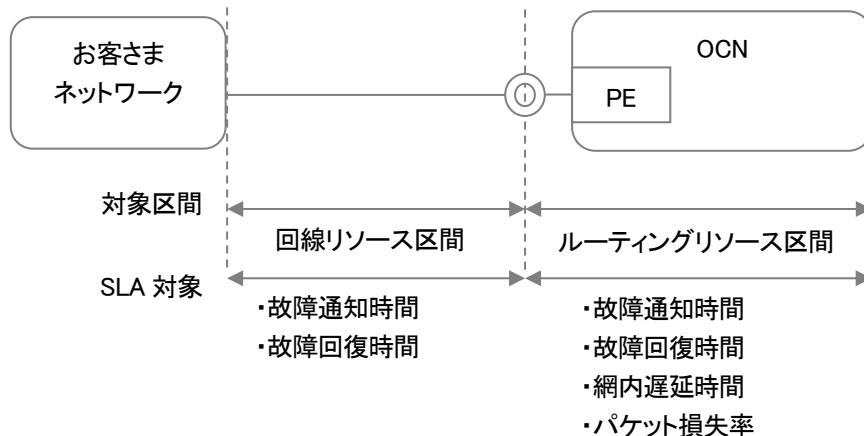 お客さま
ネットワーク
OCN
PE
対象区間
回線リソース区間
ルーティングリソース区間
SLA 対象
・故障通知時間
・故障回復時間
・故障通知時間
・故障回復時間
・網内遅延時間
・パケット損失率